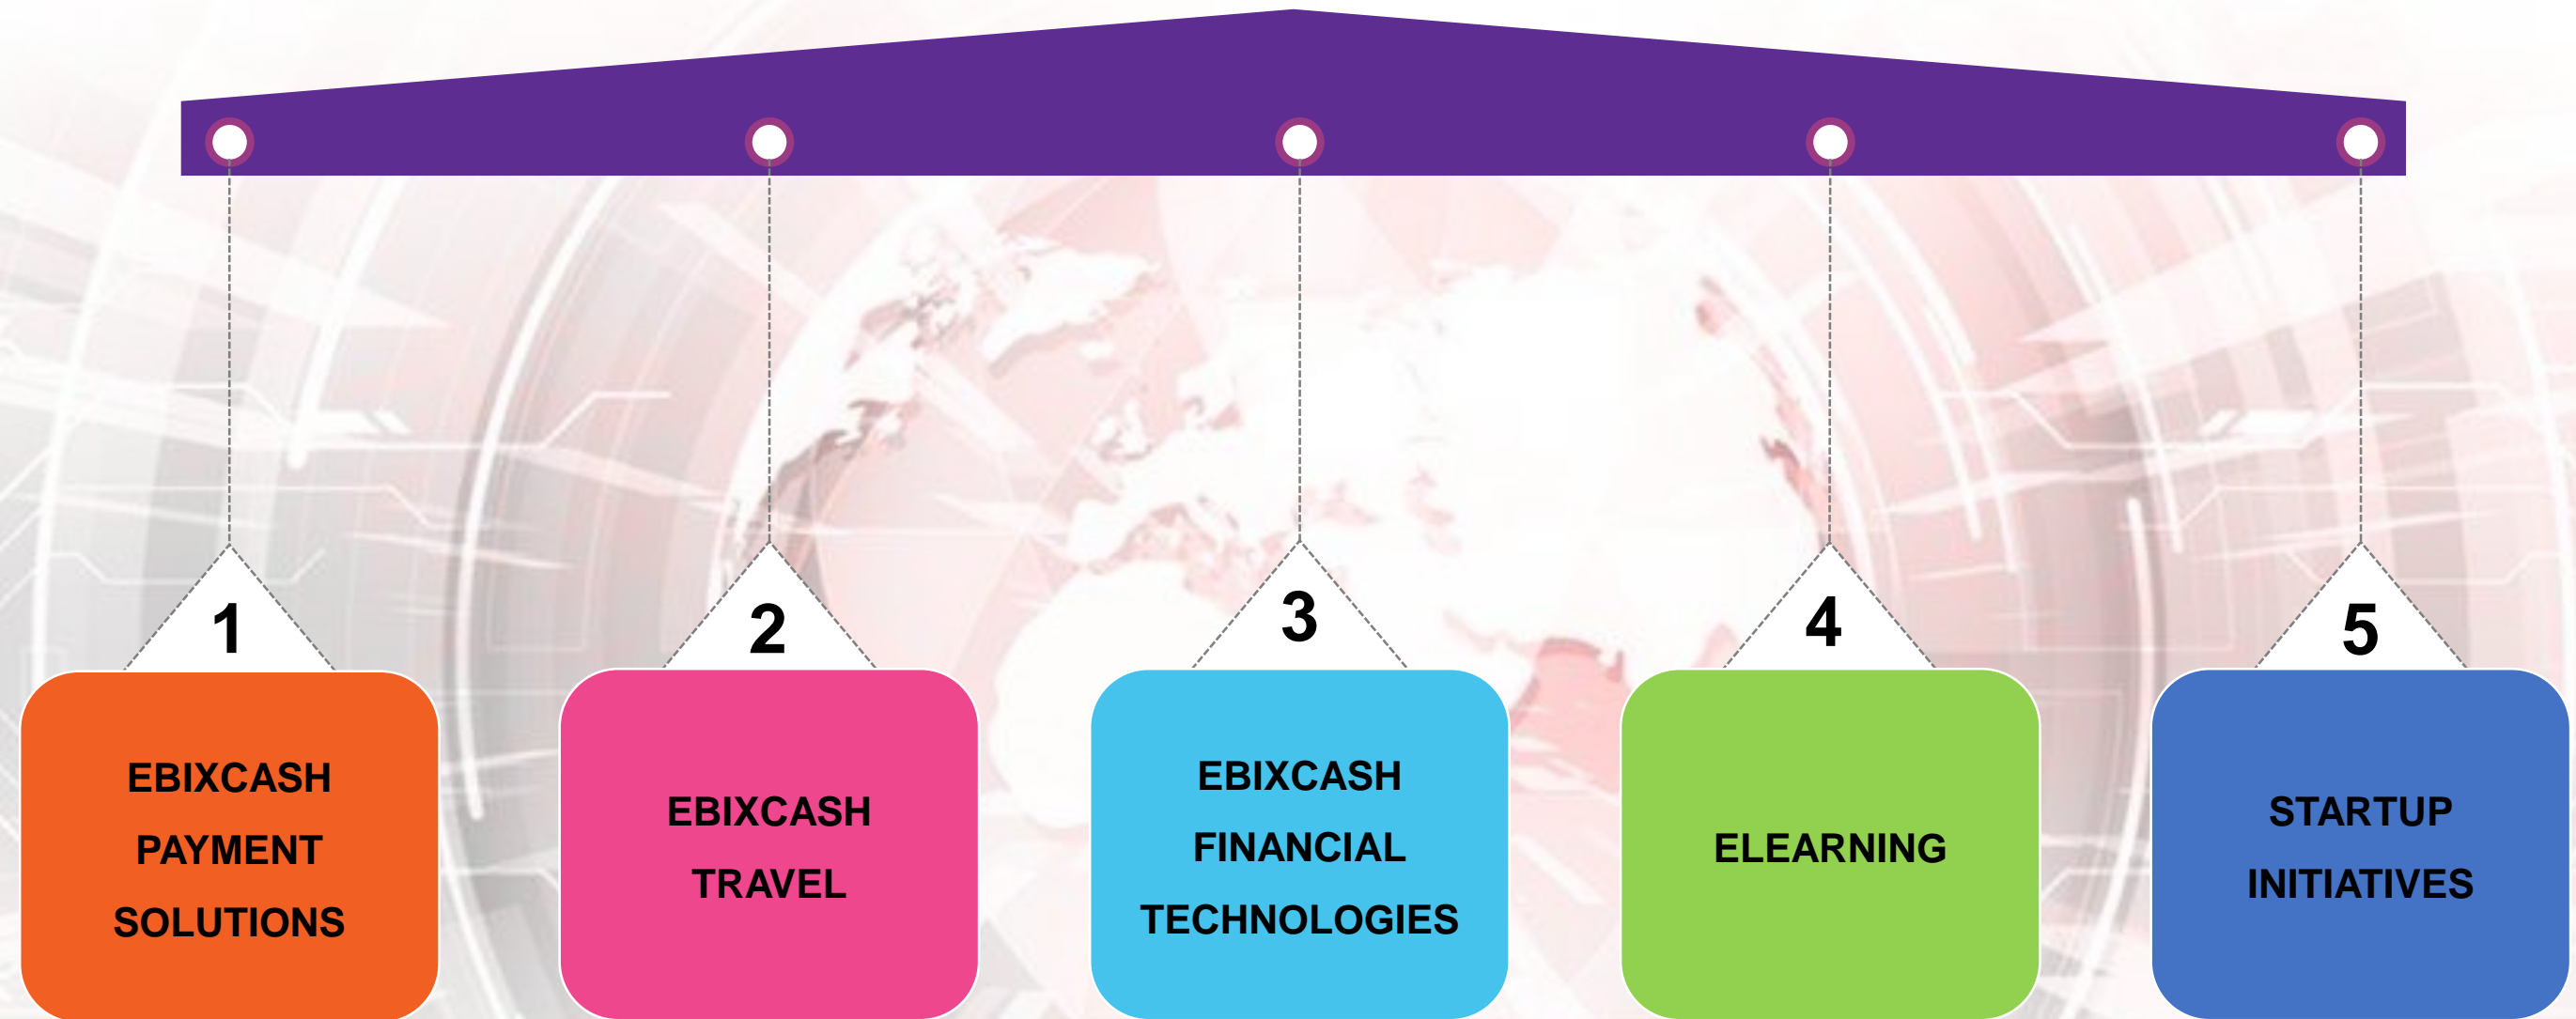 1
EBIXCASH
PAYMENT
SOLUTIONS
2
EBIXCASH
TRAVEL
3
EBIXCASH
FINANCIAL
TECHNOLOGIES
4
ELEARNING
5
STARTUP
INITIATIVES